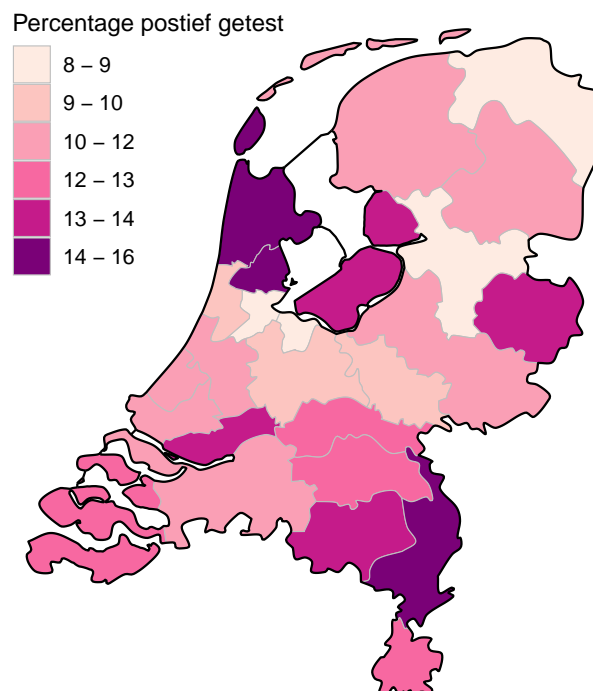 Percentage postief getest
8 – 9
9 – 10
10 – 12
12 – 13
13 – 14
14 – 16